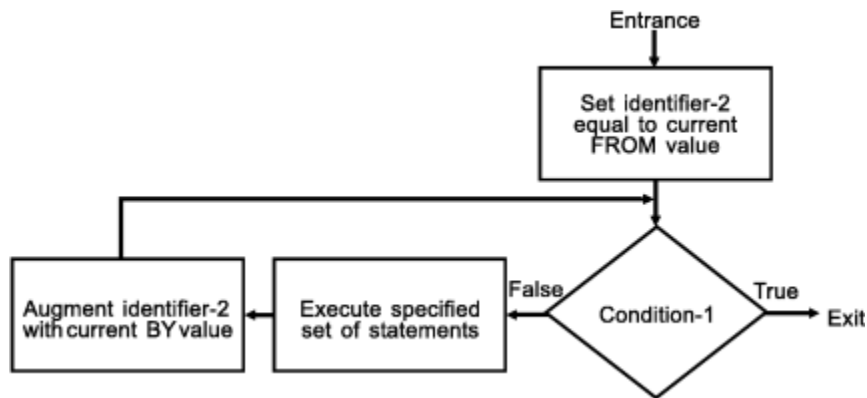 Entrance
Set identifier-2
equal to current
FROM value
False
True
Condition-1
Exit
Execute specified
set of statements
Augment identifier-2
with current BY value